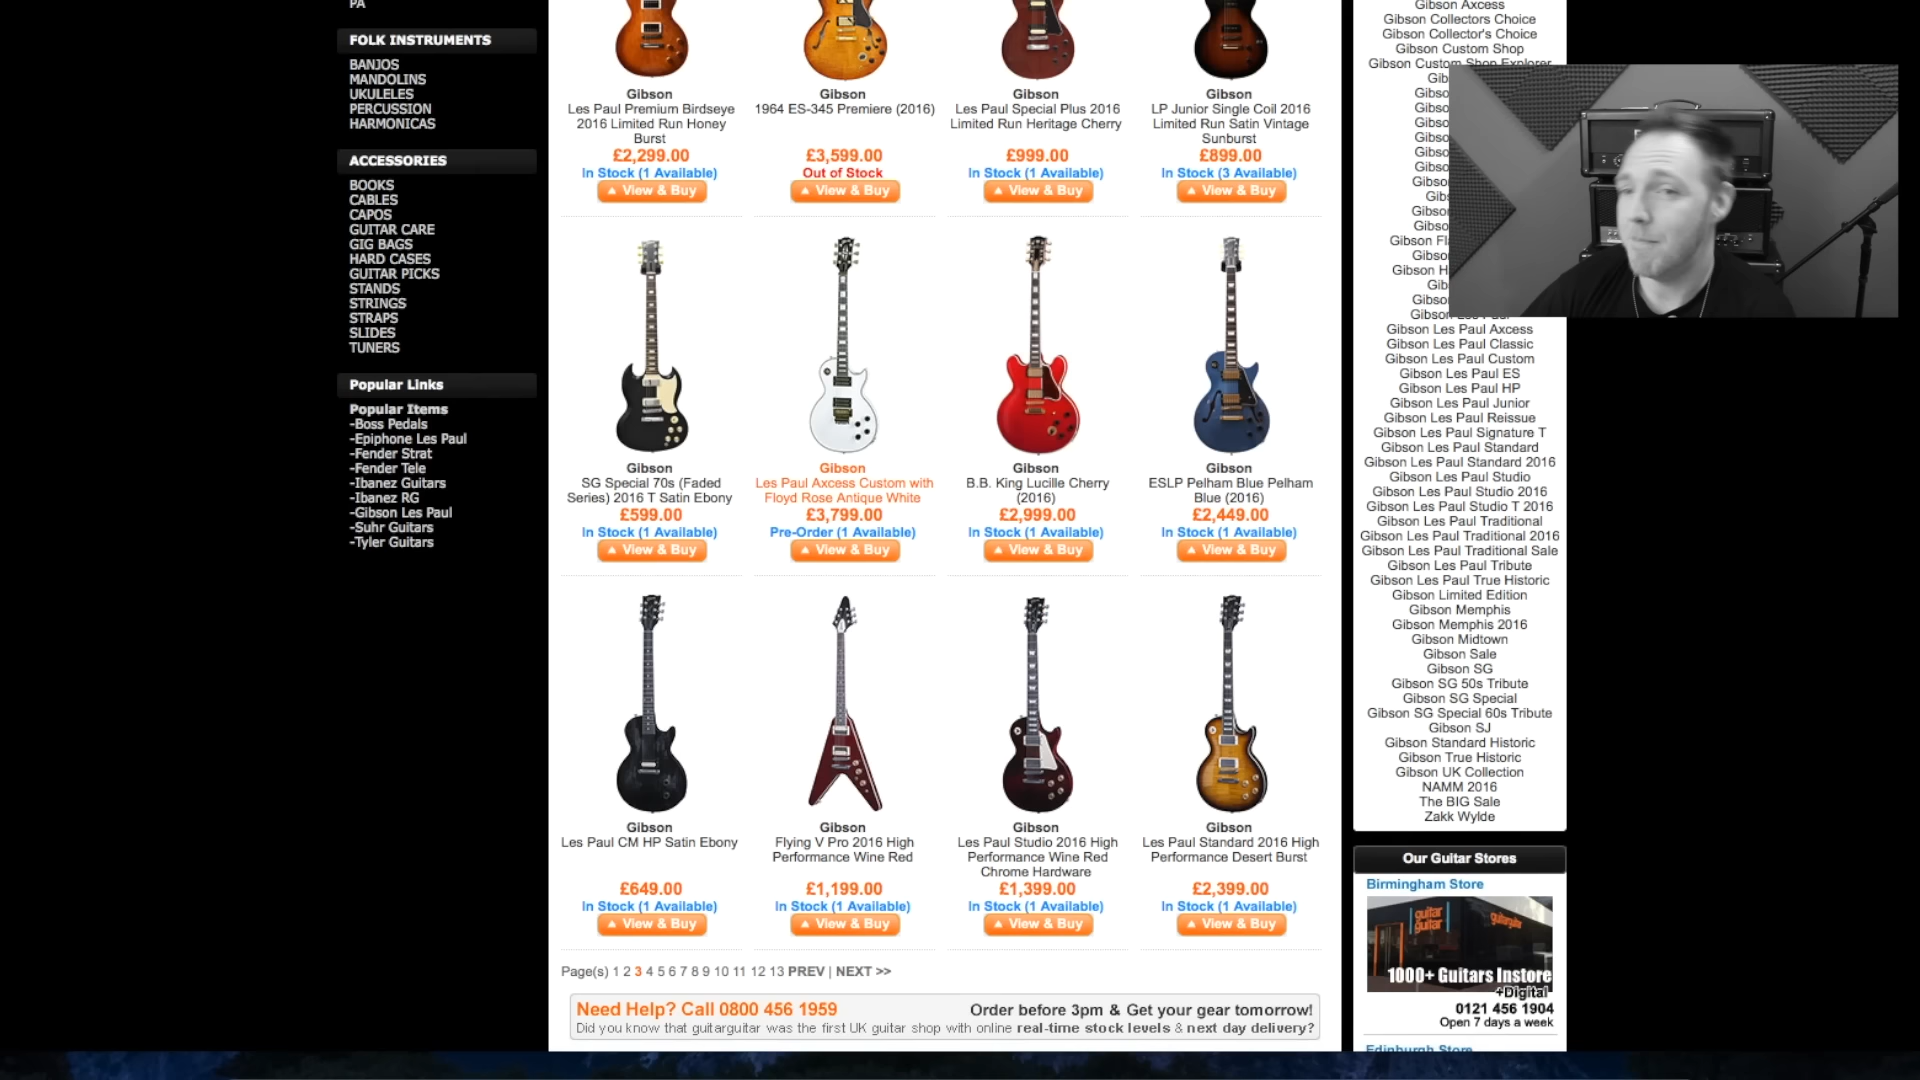 PA
FOLK INSTRUMENTS
BANJOS
MANDOLINS
UKULELES
PERCUSSION
HARMONICAS
ACCESSORIES
BOOKS
CABLES
CAPOS
GUITAR CARE
GIG BAGS
HARD CASES
GUITAR PICKS
STANDS
STRINGS
STRAPS
SLIDES
TUNERS
Popular Links
Popular Items
-Boss Pedals
-Epiphone Les Paul
-Fender Strat
-Fender Tele
-Ibanez Guitars
-Ibanez RG
-Gibson Les Paul
-Suhr Guitars
-Tyler Guitars
Gibson
Les Paul Premium Birdseye
2016 Limited Run Honey
Burst
£2,299.00
In Stock (1 Available)
View & Buy
Gibson
1964 ES-345 Premiere (2016)
£3,599.00
Out of Stock
View & Buy
Gibson
Les Paul Special Plus 2016
Limited Run Heritage Cherry
£999.00
In Stock (1 Available)
View & Buy
Gibson
LP Junior Single Coil 2016
Limited Run Satin Vintage
Sunburst
£899.00
In Stock (3 Available)
View & Buy
Gibson
SG Special 70s (Faded
Series) 2016 T Satin Ebony
£599.00
In Stock (1 Available)
View & Buy
Gibson
Les Paul Axcess Custom with
Floyd Rose Antique White
£3,799.00
Pre-Order (1 Available)
View & Buy
Gibson
B.B. King Lucille Cherry
(2016)
£2,999.00
In Stock (1 Available)
View & Buy
Gibson
ESLP Pelham Blue Pelham
Blue (2016)
£2,449.00
In Stock (1 Available)
View & Buy
Gibson
Les Paul CM HP Satin Ebony
£649.00
In Stock (1 Available)
View & Buy
Gibson
Flying V Pro 2016 High
Performance Wine Red
£1,199.00
In Stock (1 Available)
View & Buy
Gibson
Les Paul Studio 2016 High
Performance Wine Red
Chrome Hardware
£1,399.00
In Stock (1 Available)
View & Buy
Gibson
Les Paul Standard 2016 High
Performance Desert Burst
£2,399.00
In Stock (1 Available)
View & Buy
Page(s) 1 2 3 4 5 6 7 8 9 10 11 12 13 PREV | NEXT >>
Need Help? Call 0800 456 1959
Order before 3pm & Get your gear tomorrow!
Did you know that guitarguitar was the first UK guitar shop with online real-time stock levels & next day delivery?
Gibson Axcess
Gibson Collectors Choice
Gibson Collector's Choice
Gibson Custom Shop
Gibson Custom Shop Explorer
Gibson Les Paul
Gibson Les Paul Axcess
Gibson Les Paul Classic
Gibson Les Paul Custom
Gibson Les Paul ES
Gibson Les Paul HP
Gibson Les Paul Junior
Gibson Les Paul Reissue
Gibson Les Paul Signature T
Gibson Les Paul Standard
Gibson Les Paul Standard 2016
Gibson Les Paul Studio
Gibson Les Paul Studio 2016
Gibson Les Paul Studio T 2016
Gibson Les Paul Traditional
Gibson Les Paul Traditional 2016
Gibson Les Paul Traditional Sale
Gibson Les Paul Tribute
Gibson Les Paul True Historic
Gibson Limited Edition
Gibson Memphis
Gibson Memphis 2016
Gibson Midtown
Gibson Sale
Gibson SG
Gibson SG 50s Tribute
Gibson SG Special
Gibson SG Special 60s Tribute
Gibson SJ
Gibson Standard Historic
Gibson True Historic
Gibson UK Collection
NAMM 2016
The BIG Sale
Zakk Wylde
Our Guitar Stores
Birmingham Store
guitar
guitar
guitarguitar
1000+ Guitars Instore
+Digital
0121 456 1904
Open 7 days a week
Edinburgh Store